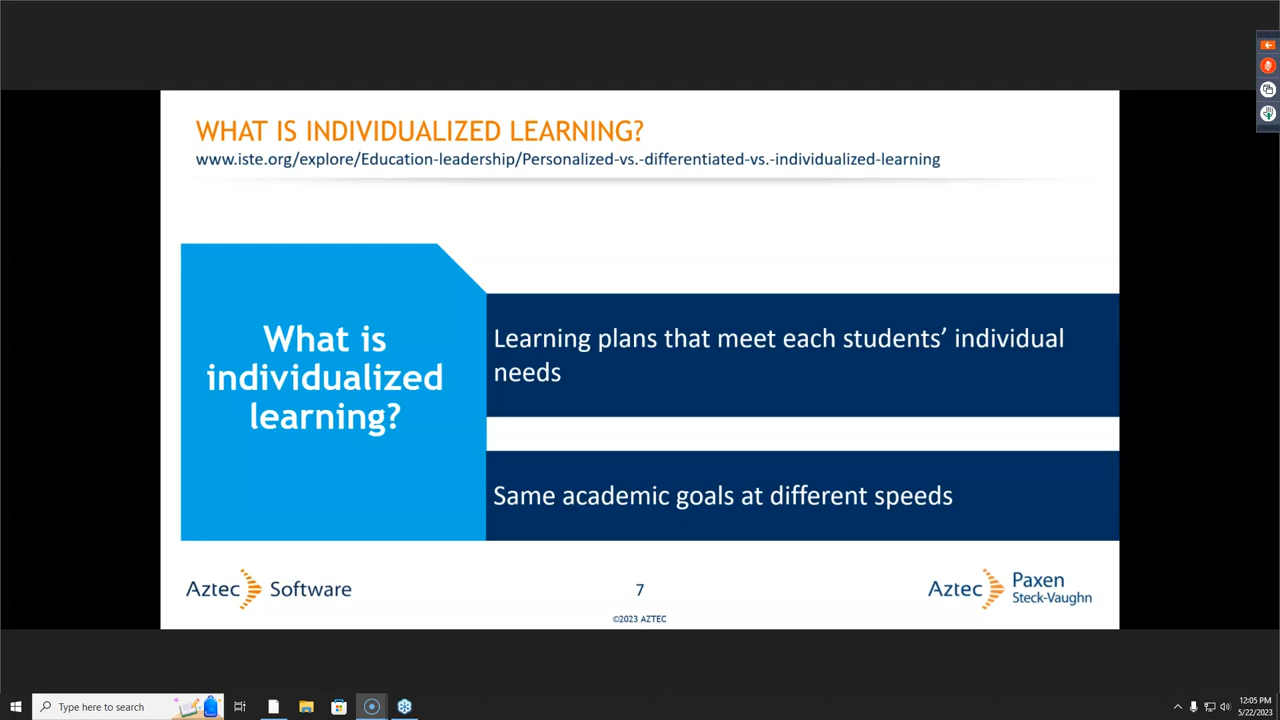 WHAT IS INDIVIDUALIZED LEARNING?
www.iste.org/explore/Education-leadership/Personalized-vs.-differentiated-vs.-individualized-learning
What is
individualized
learning?
Learning plans that meet each students’ individual
needs
Same academic goals at different speeds
Aztec Software
7
©2023 AZTEC
Aztec Paxen
Steck-Vaughn
Type here to search
12:05 PM
5/22/2023